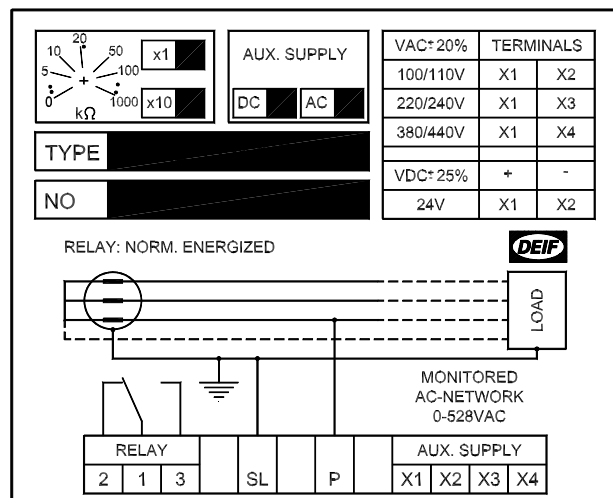 20
10 50
5 100
0 1000
kΩ
x1
x10
AUX. SUPPLY
DC AC
TYPE
NO
VAC± 20% TERMINALS
100/110V X1 X2
220/240V X1 X3
380/440V X1 X4
VDC± 25% + -
24V X1 X2
RELAY: NORM. ENERGIZED
DEIF
LOAD
MONITORED
AC-NETWORK
0-528VAC
RELAY AUX. SUPPLY
2 1 3 SL P X1 X2 X3 X4